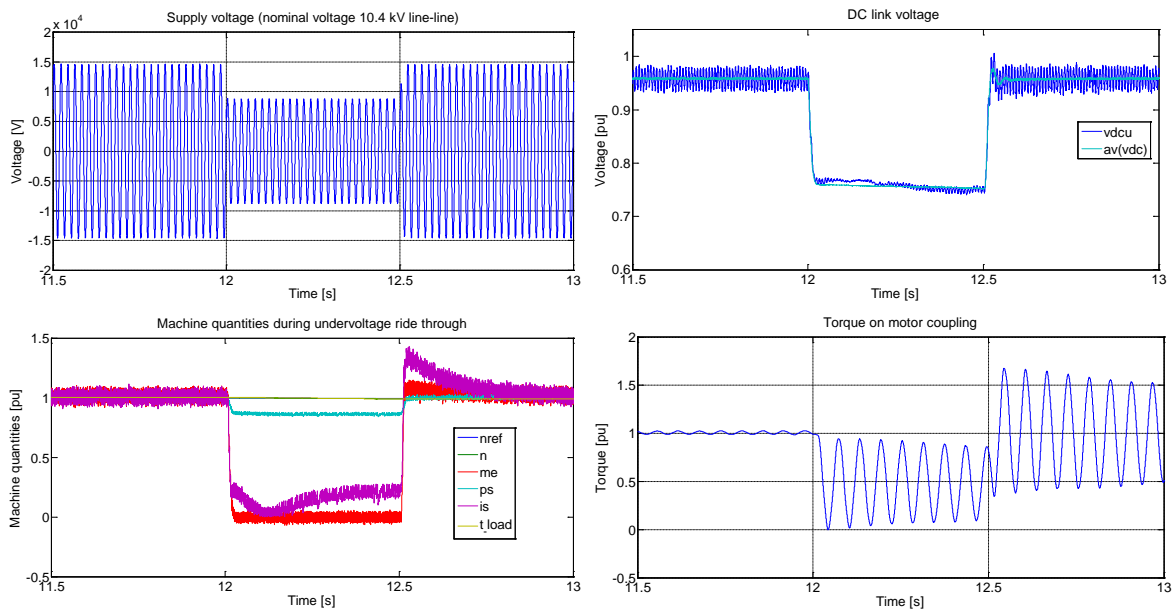 Supply voltage (nominal voltage 10.4 kV line-line)
x 10⁴
2
1.5
1
0.5
0
-0.5
-1
-1.5
-2
Voltage [V]
11.5 12 12.5 13
Time [s]
DC link voltage
1
0.9
0.8
0.7
0.6
Voltage [pu]
vdcu
av(vdc)
11.5 12 12.5 13
Time [s]
Machine quantities during undervoltage ride through
1.5
1
0.5
0
-0.5
Machine quantities [pu]
nref
n
me
ps
is
t_load
11.5 12 12.5 13
Time [s]
Torque on motor coupling
2
1.5
1
0.5
0
-0.5
Torque [pu]
11.5 12 12.5 13
Time [s]